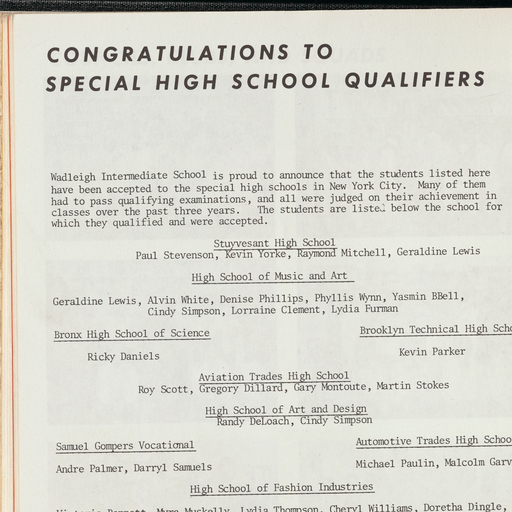 CONGRATULATIONS TO
SPECIAL HIGH SCHOOL QUALIFIERS
Wadleigh Intermediate School is proud to announce that the students listed here
have been accepted to the special high schools in New York City. Many of them
had to pass qualifying examinations, and all were judged on their achievement in
classes over the past three years. The students are listed below the school for
which they qualified and were accepted.
Stuyvesant High School
Paul Stevenson, Kevin Yorke, Raymond Mitchell, Geraldine Lewis
High School of Music and Art
Geraldine Lewis, Alvin White, Denise Phillips, Phyllis Wynn, Yasmin BBell,
Cindy Simpson, Lorraine Clement, Lydia Furman
Bronx High School of Science Brooklyn Technical High Scho
Ricky Daniels Kevin Parker
Aviation Trades High School
Roy Scott, Gregory Dillard, Gary Montoute, Martin Stokes
High School of Art and Design
Randy DeLoach, Cindy Simpson
Samuel Gompers Vocational Automotive Trades High Schoo
Andre Palmer, Darryl Samuels Michael Paulin, Malcolm Garv
High School of Fashion Industries
Lydia Thompson, Cheryl Williams, Doretha Dingle,